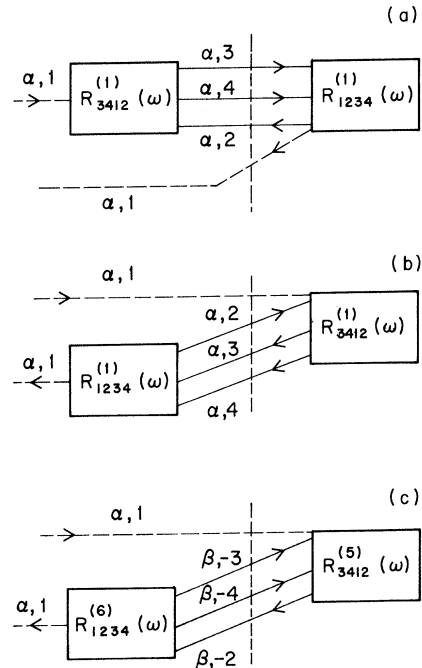 (a)
α,1
R^{(1)}_{3412}(ω)
α,3
α,4
α,2
R^{(1)}_{1234}(ω)
α,1
(b)
α,1
α,2
R^{(1)}_{3412}(ω)
α,1
R^{(1)}_{1234}(ω)
α,3
α,4
(c)
α,1
β,-3
R^{(5)}_{3412}(ω)
α,1
R^{(6)}_{1234}(ω)
β,-4
β,-2